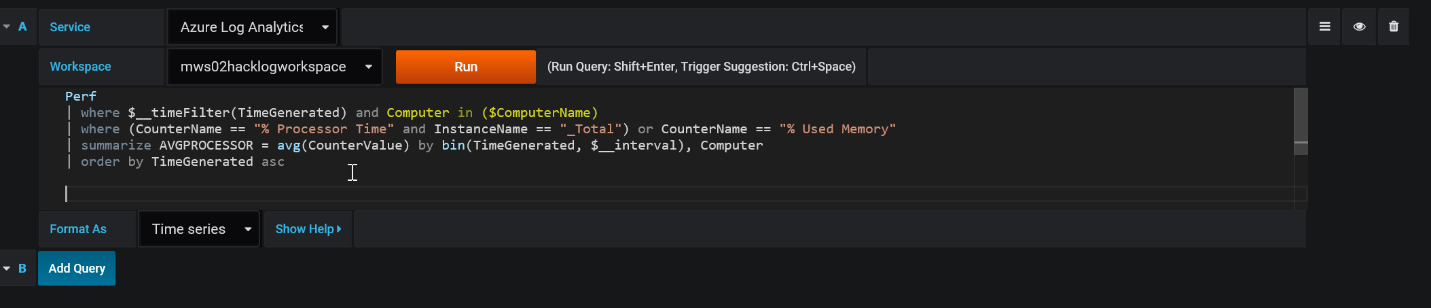 A Service Azure Log Analytics
Workspace mws02hacklogworkspace Run (Run Query: Shift+Enter, Trigger Suggestion: Ctrl+Space)
Perf
| where $__timeFilter(TimeGenerated) and Computer in ($ComputerName)
| where (CounterName == "% Processor Time" and InstanceName == "_Total") or CounterName == "% Used Memory"
| summarize AVGPROCESSOR = avg(CounterValue) by bin(TimeGenerated, $__interval), Computer
| order by TimeGenerated asc
Format As Time series Show Help
B Add Query